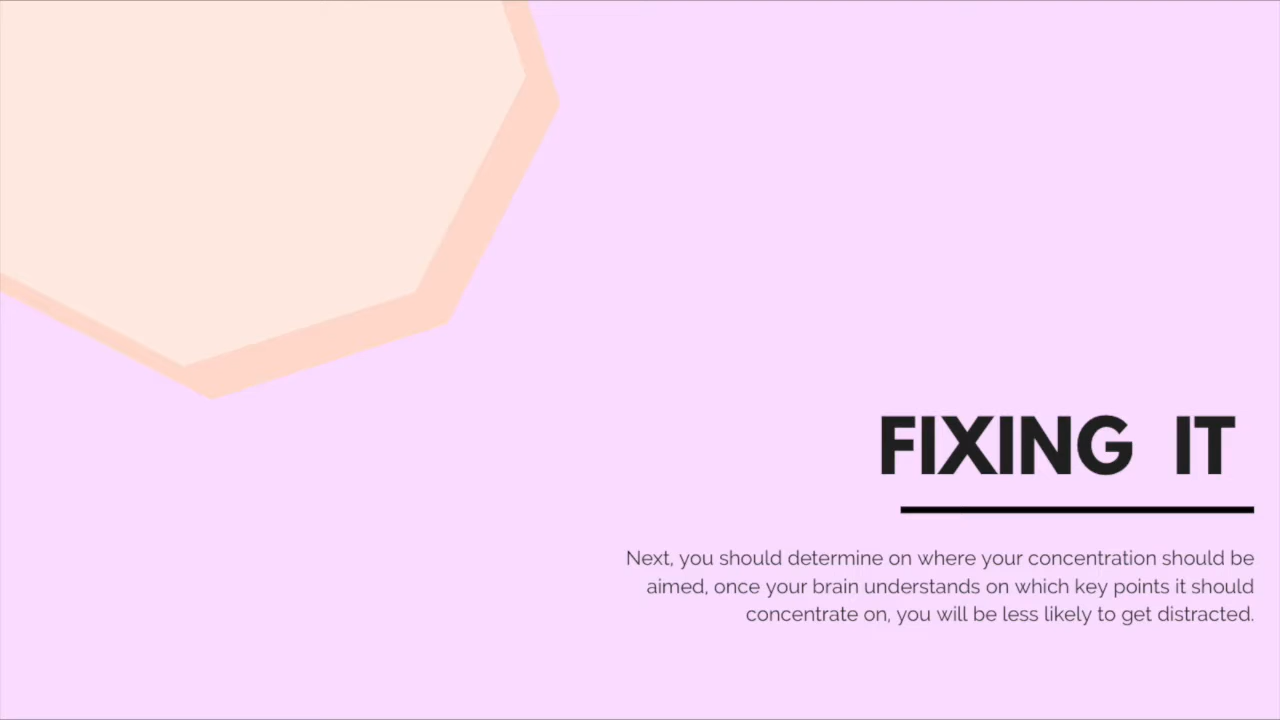 FIXING IT
Next, you should determine on where your concentration should be
aimed, once your brain understands on which key points it should
concentrate on, you will be less likely to get distracted.